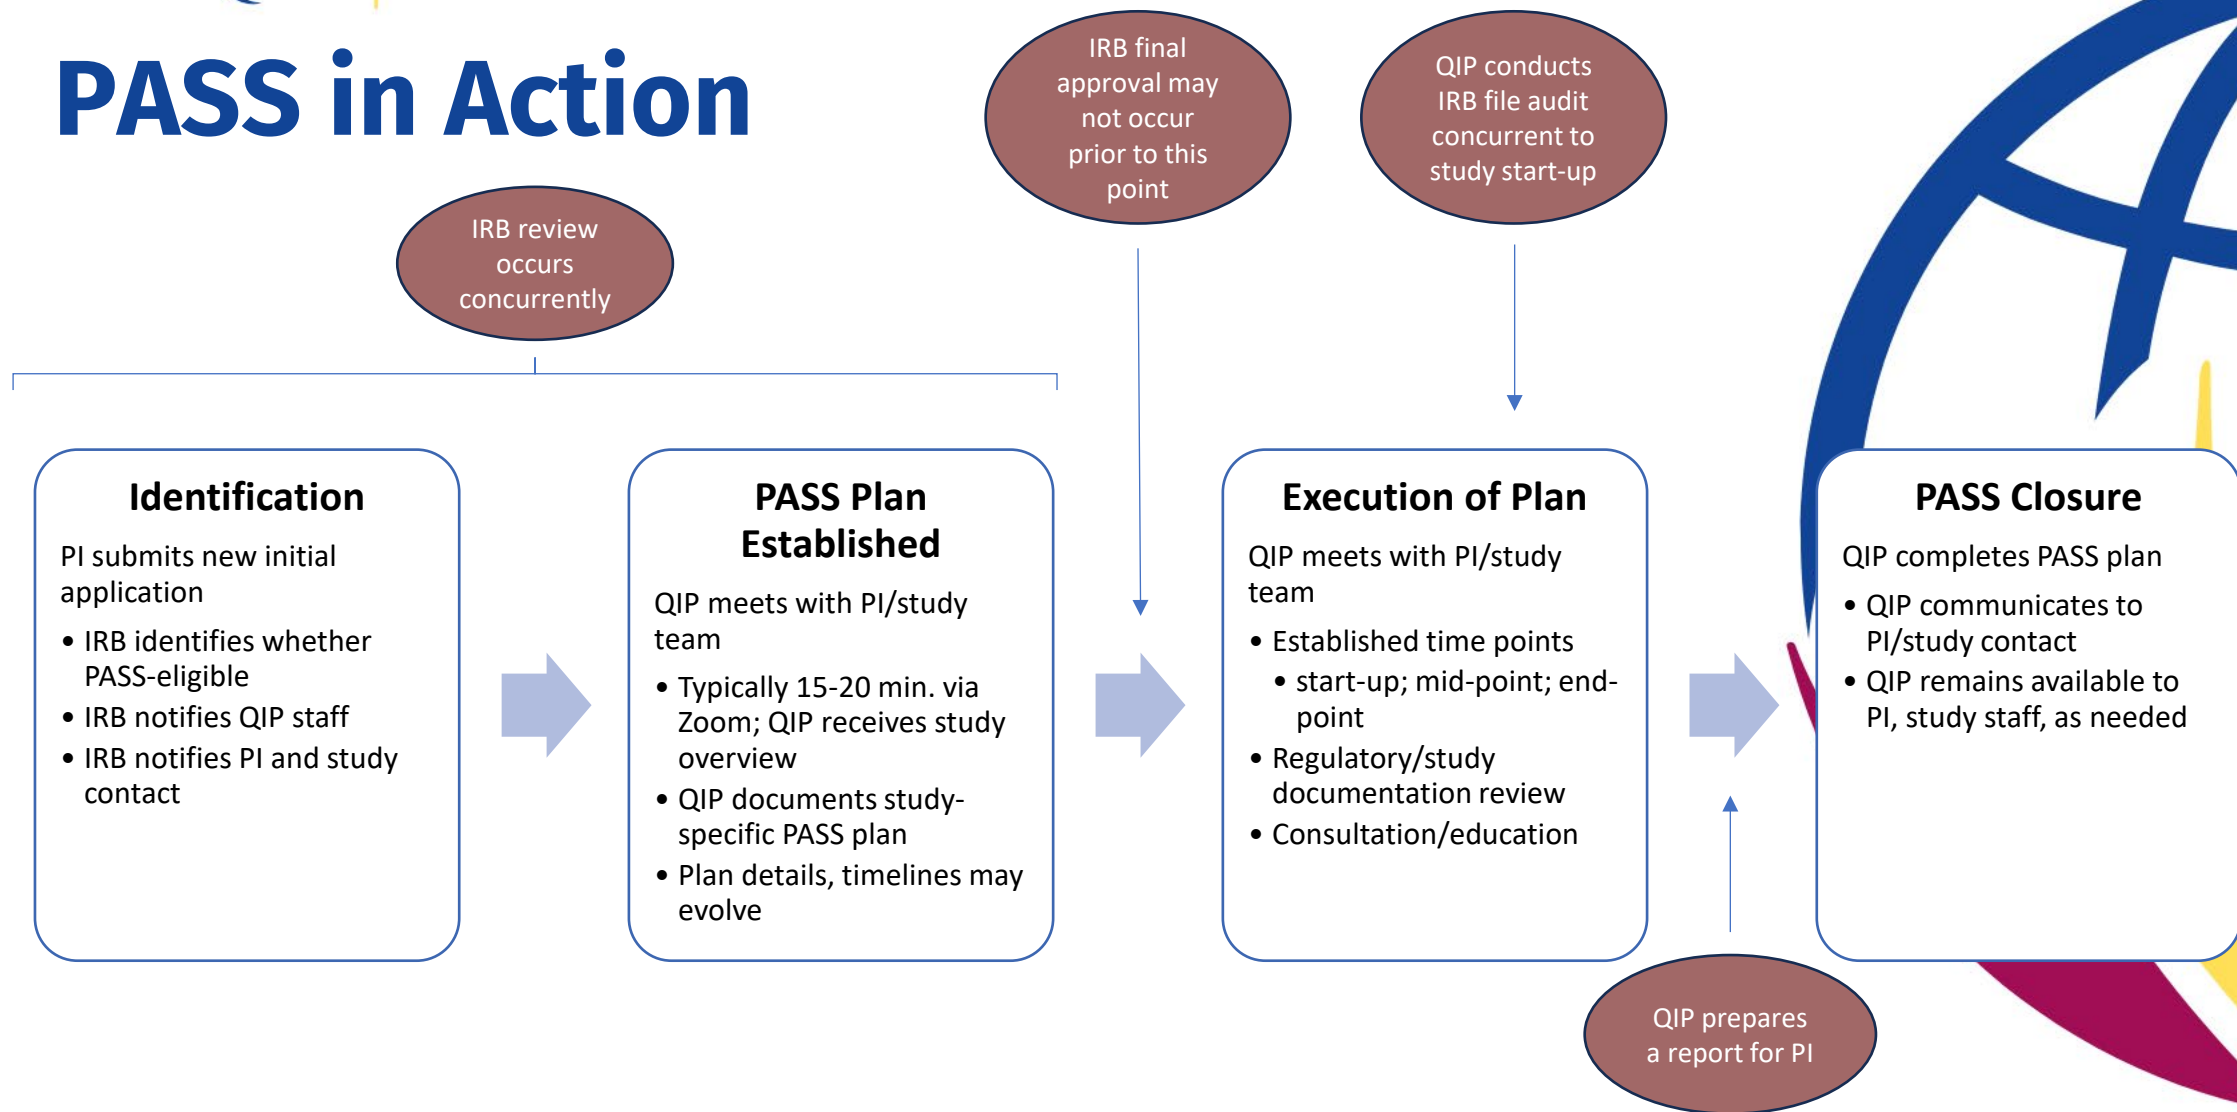 PASS in Action
IRB review
occurs
concurrently
IRB final
approval may
not occur
prior to this
point
QIP conducts
IRB file audit
concurrent to
study start-up
Identification
PI submits new initial
application
• IRB identifies whether
PASS-eligible
• IRB notifies QIP staff
• IRB notifies PI and study
contact
PASS Plan
Established
QIP meets with PI/study
team
• Typically 15-20 min. via
Zoom; QIP receives study
overview
• QIP documents study-
specific PASS plan
• Plan details, timelines may
evolve
Execution of Plan
QIP meets with PI/study
team
• Established time points
• start-up; mid-point; end-
point
• Regulatory/study
documentation review
• Consultation/education
PASS Closure
QIP completes PASS plan
• QIP communicates to
PI/study contact
• QIP remains available to
PI, study staff, as needed
QIP prepares
a report for PI